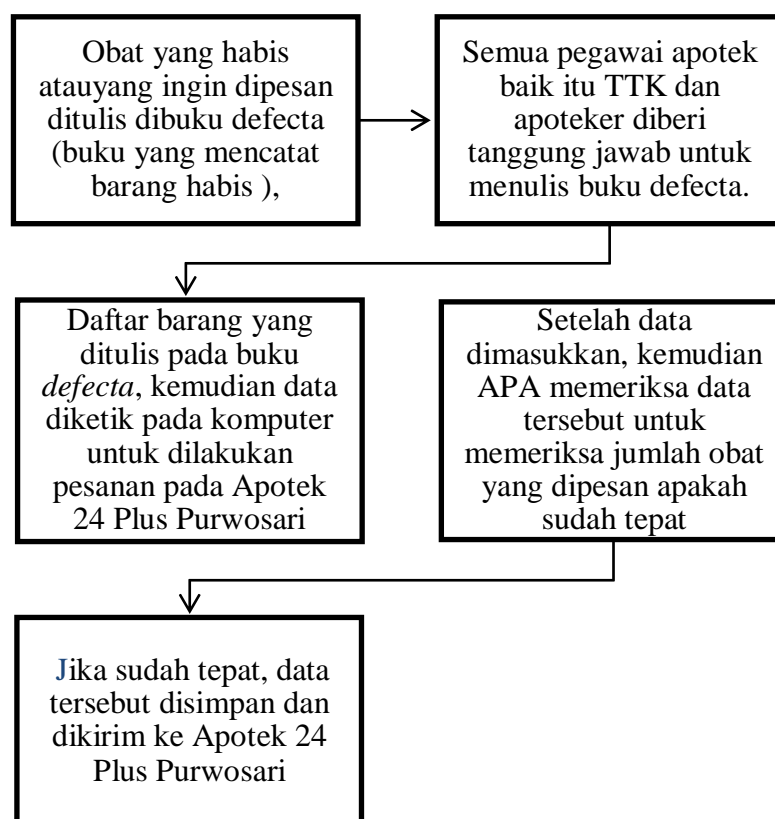 Obat yang habis
atauyang ingin dipesan
ditulis dibuku defecta
(buku yang mencatat
barang habis ),
Semua pegawai apotek
baik itu TTK dan
apoteker diberi
tanggung jawab untuk
menulis buku defecta.
Daftar barang yang
ditulis pada buku
defecta, kemudian data
diketik pada komputer
untuk dilakukan
pesanan pada Apotek
24 Plus Purwosari
Setelah data
dimasukkan, kemudian
APA memeriksa data
tersebut untuk
memeriksa jumlah obat
yang dipesan apakah
sudah tepat
Jika sudah tepat, data
tersebut disimpan dan
dikirim ke Apotek 24
Plus Purwosari